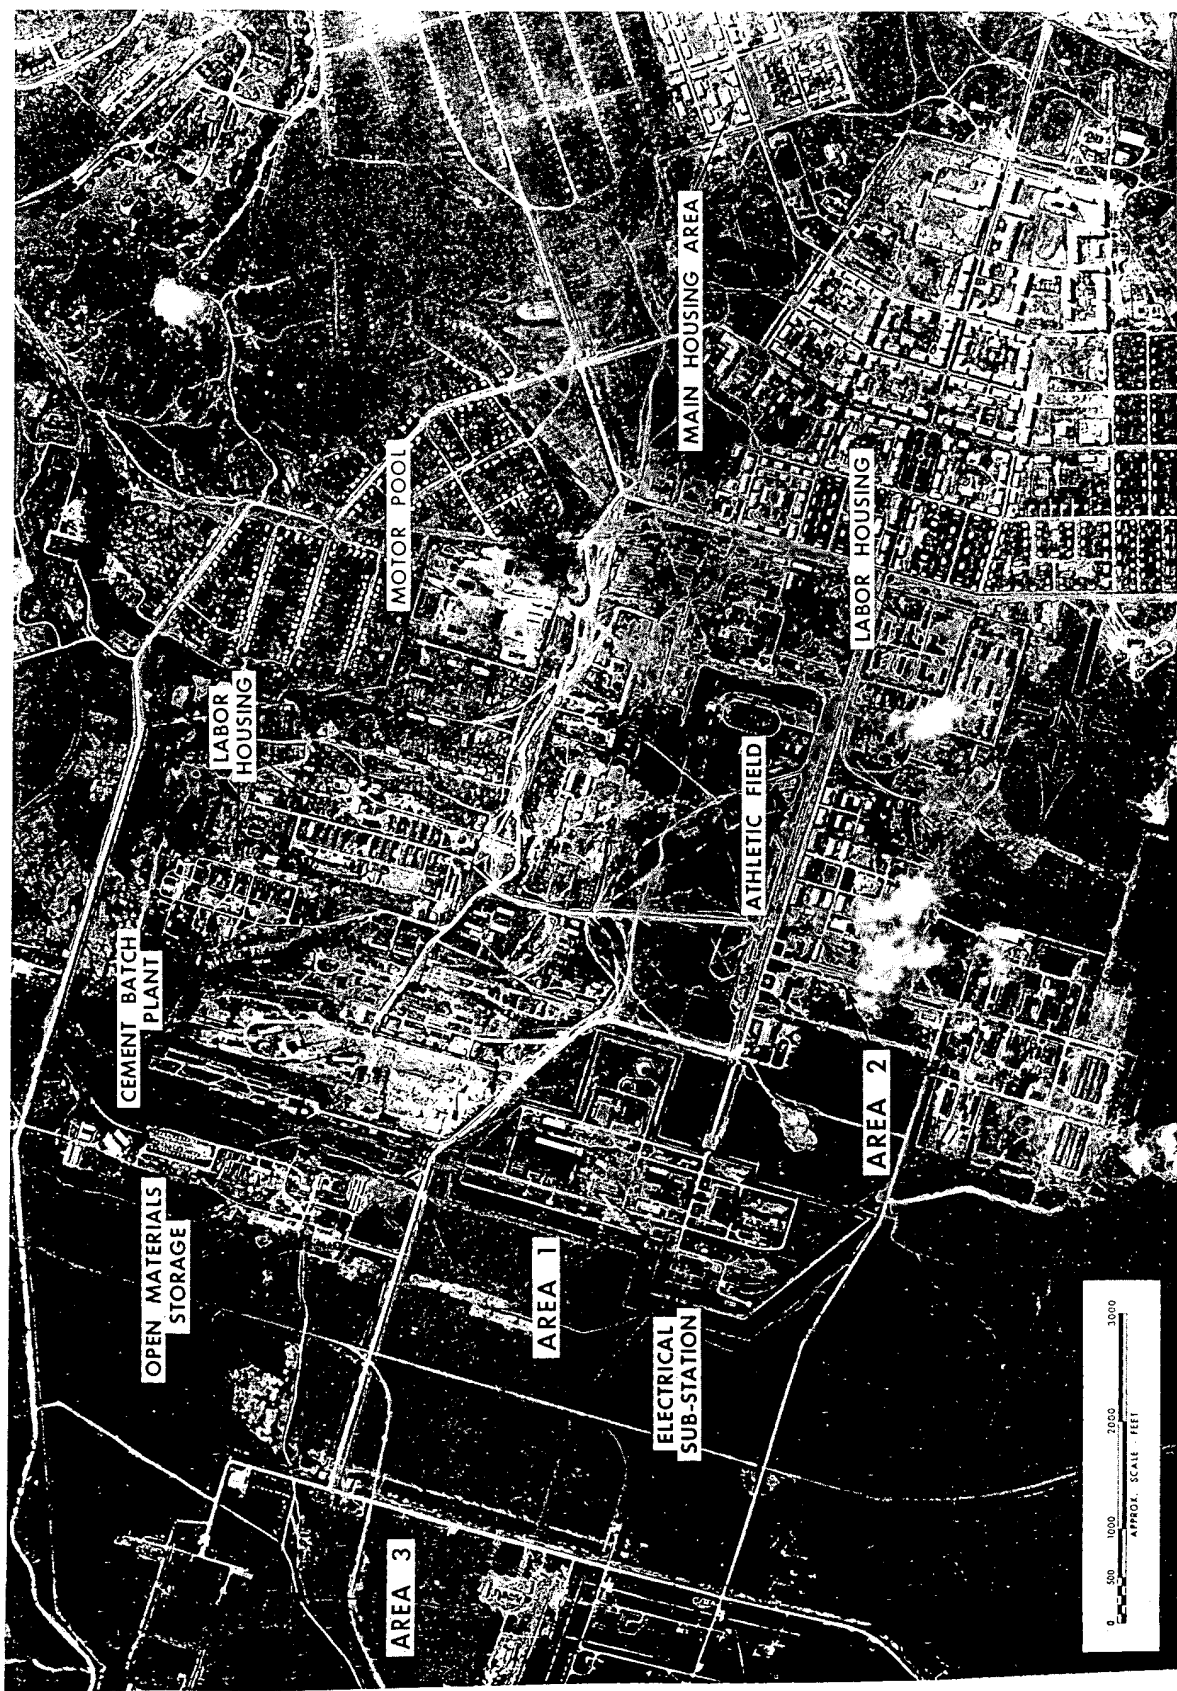 MAIN HOUSING AREA
MOTOR POOL
LABOR HOUSING
LABOR
HOUSING
ATHLETIC FIELD
CEMENT BATCH
PLANT
AREA 2
OPEN MATERIALS
STORAGE
AREA 1
ELECTRICAL
SUB-STATION
AREA 3
0 500 1000 2000 3000
APPROX. SCALE - FEET